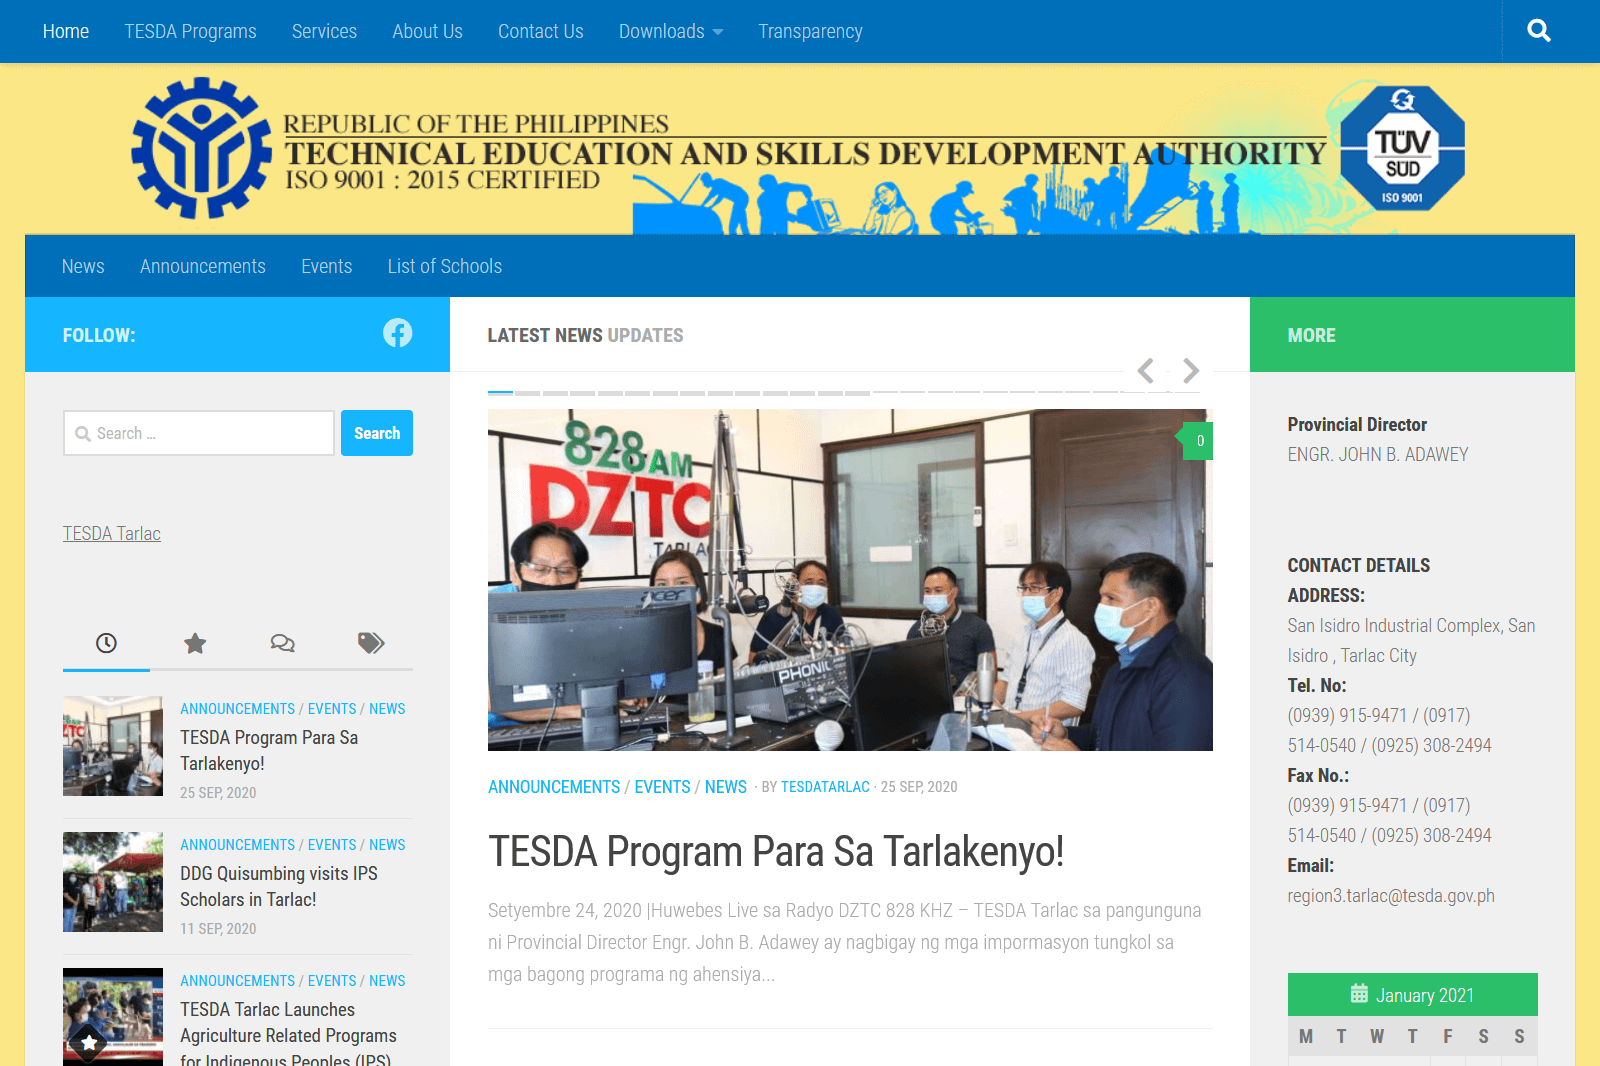 Home TESDA Programs Services About Us Contact Us Downloads Transparency
REPUBLIC OF THE PHILIPPINES
TECHNICAL EDUCATION AND SKILLS DEVELOPMENT AUTHORITY
ISO 9001 : 2015 CERTIFIED
TÜV
SÜD
ISO 9001
News Announcements Events List of Schools
FOLLOW:
Search ... Search
TESDA Tarlac
ANNOUNCEMENTS / EVENTS / NEWS
TESDA Program Para Sa
Tarlakenyo!
25 SEP, 2020
ANNOUNCEMENTS / EVENTS / NEWS
DDG Quisumbing visits IPS
Scholars in Tarlac!
11 SEP, 2020
ANNOUNCEMENTS / EVENTS / NEWS
TESDA Tarlac Launches
Agriculture Related Programs
for Indigenous Peoples (IPS)
LATEST NEWS UPDATES
0
828 AM
DZTC
TARLAC
acer
PHONIC
ANNOUNCEMENTS / EVENTS / NEWS · BY TESDATARLAC · 25 SEP, 2020
TESDA Program Para Sa Tarlakenyo!
Setyembre 24, 2020 |Huwebes Live sa Radyo DZTC 828 KHZ – TESDA Tarlac sa pangunguna
ni Provincial Director Engr. John B. Adawey ay nagbigay ng mga impormasyon tungkol sa
mga bagong programa ng ahensiya...
MORE
Provincial Director
ENGR. JOHN B. ADAWEY
CONTACT DETAILS
ADDRESS:
San Isidro Industrial Complex, San
Isidro , Tarlac City
Tel. No:
(0939) 915-9471 / (0917)
514-0540 / (0925) 308-2494
Fax No.:
(0939) 915-9471 / (0917)
514-0540 / (0925) 308-2494
Email:
region3.tarlac@tesda.gov.ph
January 2021
M T W T F S S